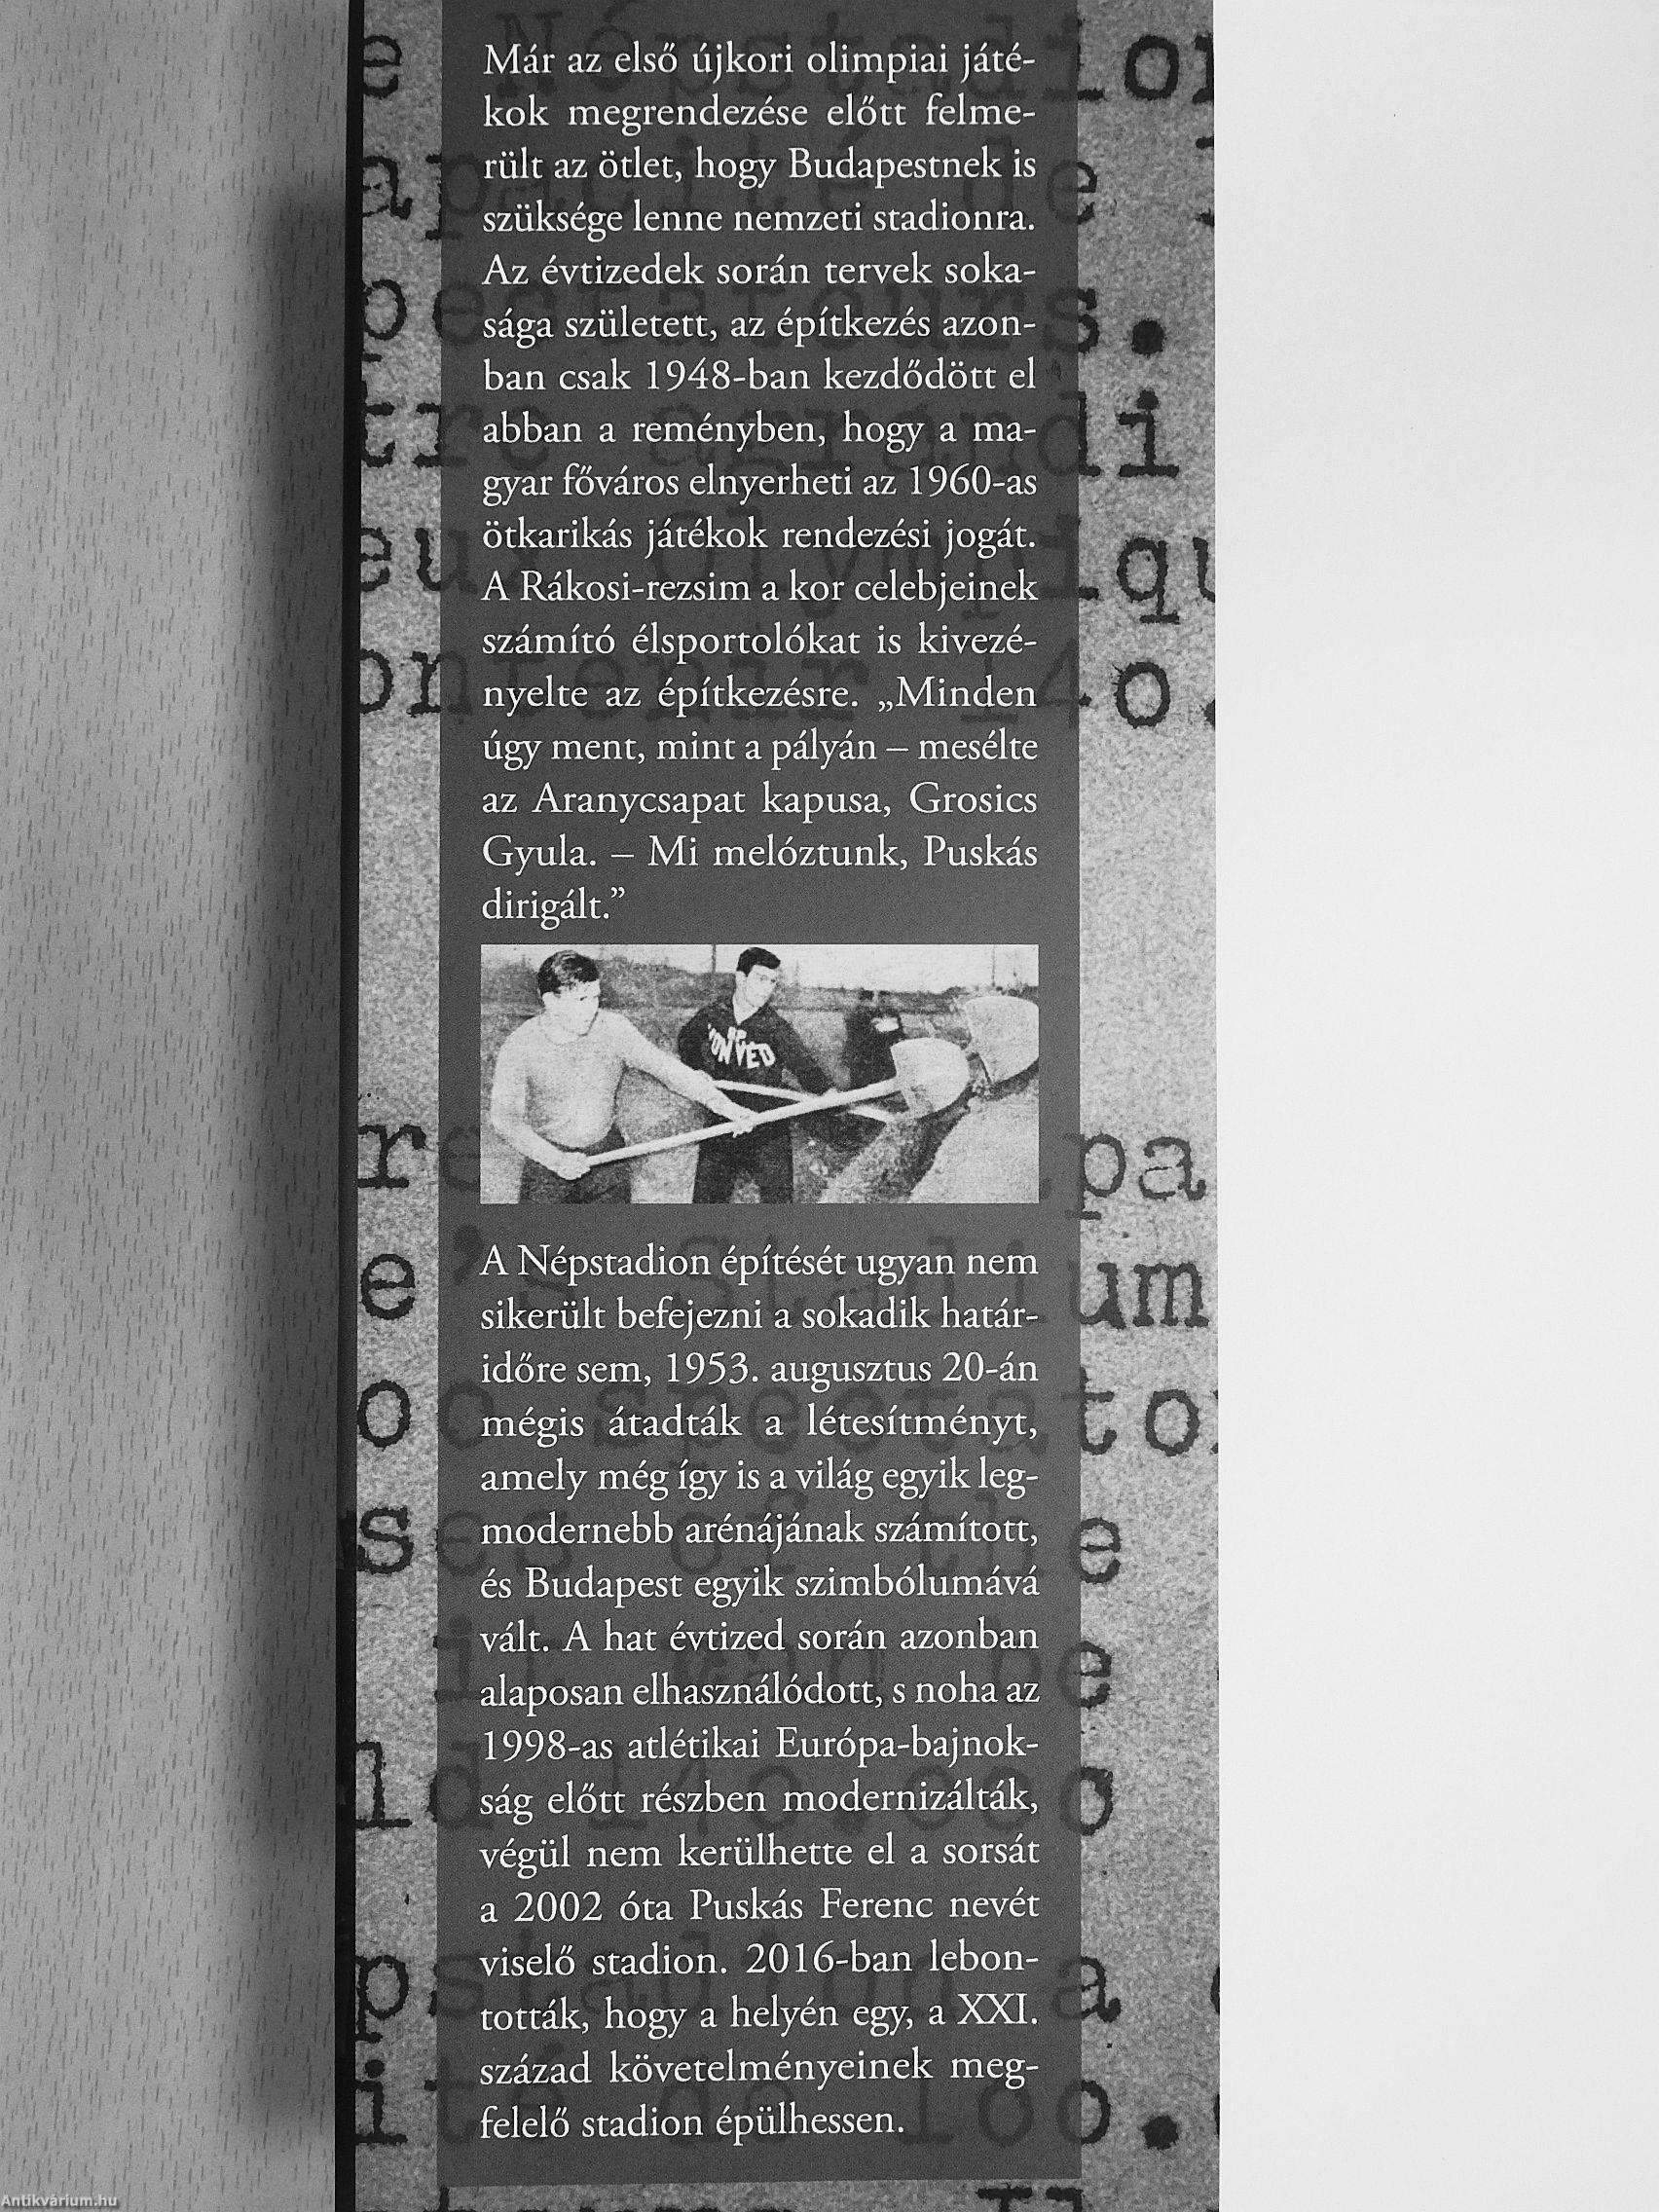 Már az első újkori olimpiai játé-
kok megrendezése előtt felme-
rült az ötlet, hogy Budapestnek is
szüksége lenne nemzeti stadionra.
Az évtizedek során tervek soka-
sága született, az építkezés azon-
ban csak 1948-ban kezdődött el
abban a reményben, hogy a ma-
gyar főváros elnyerheti az 1960-as
ötkarikás játékok rendezési jogát.
A Rákosi-rezsim a kor celebjeinek
számító élsportolókat is kivezé-
nyelte az építkezésre. „Minden
úgy ment, mint a pályán – mesélte
az Aranycsapat kapusa, Grosics
Gyula. – Mi melóztunk, Puskás
dirigált.”
A Népstadion építését ugyan nem
sikerült befejezni a sokadik határ-
időre sem, 1953. augusztus 20-án
mégis átadták a létesítményt,
amely még így is a világ egyik leg-
modernebb arénájának számított,
és Budapest egyik szimbólumává
vált. A hat évtized során azonban
alaposan elhasználódott, s noha az
1998-as atlétikai Európa-bajnok-
ság előtt részben modernizálták,
végül nem kerülhette el a sorsát
a 2002 óta Puskás Ferenc nevét
viselő stadion. 2016-ban lebon-
tották, hogy a helyén egy, a XXI.
század követelményeinek meg-
felelő stadion épülhessen.
Antikvárium.hu